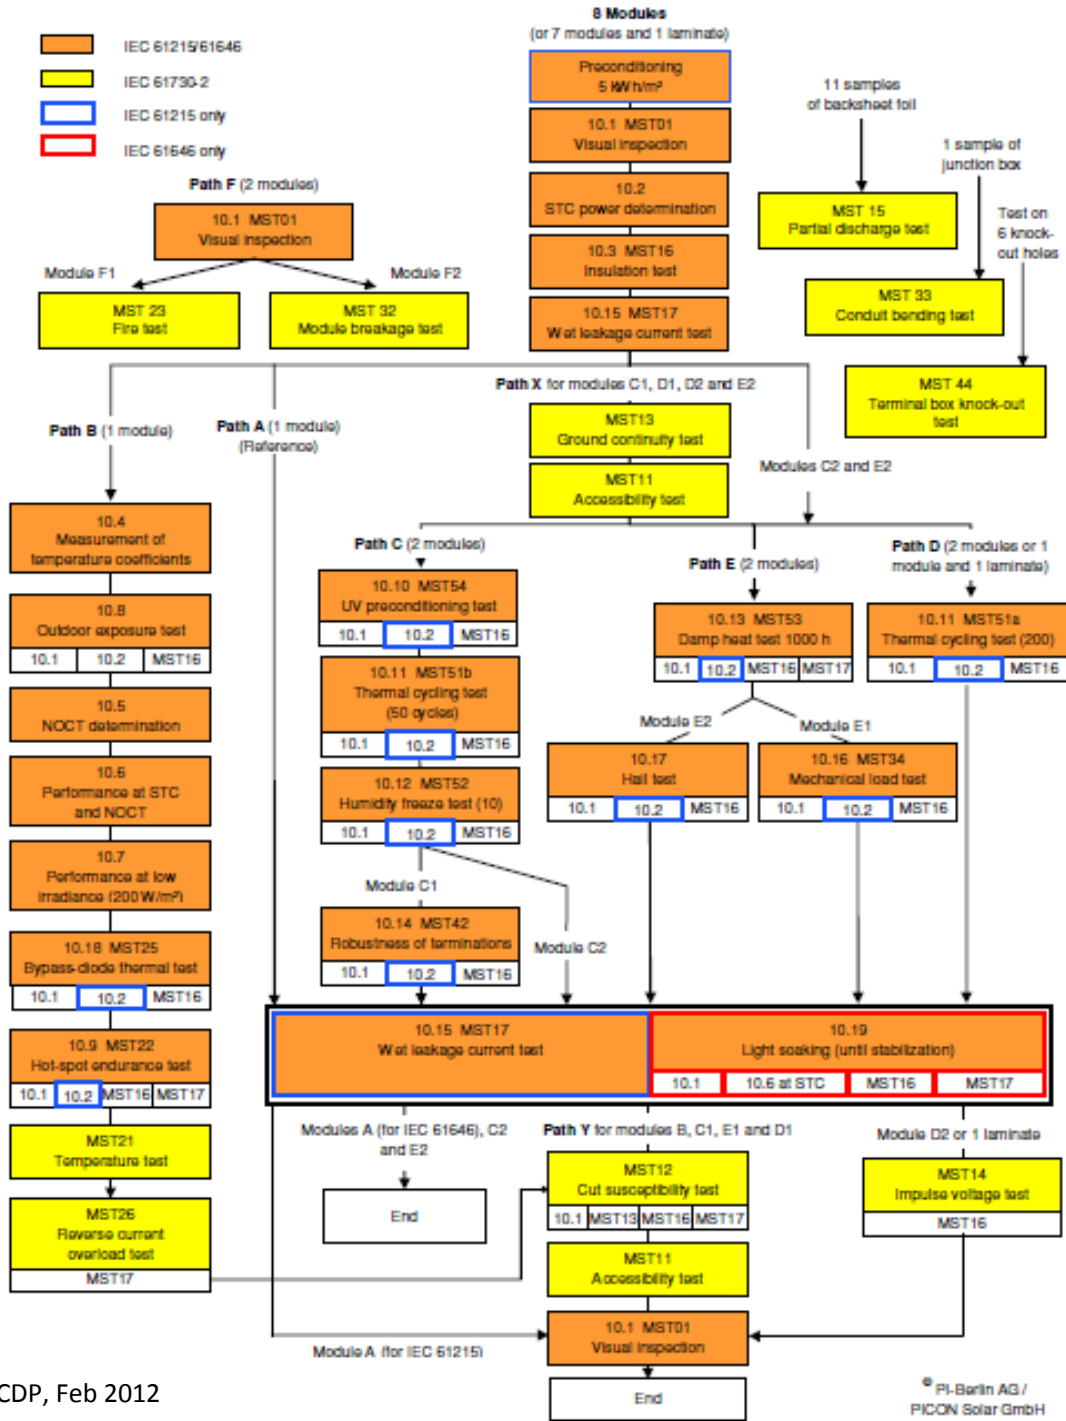 8 Modules
(or 7 modules and 1 laminate)
IEC 61215/61646
IEC 61730-2
IEC 61215 only
IEC 61646 only
Preconditioning
5 kWh/m²
10.1 MST01
Visual inspection
10.2
STC power determination
10.3 MST16
Insulation test
10.15 MST17
Wet leakage current test
11 samples
of backsheet foil
1 sample of
junction box
Test on
6 knock-
out holes
MST 15
Partial discharge test
MST 33
Conduit bending test
MST 44
Terminal box knock-out
test
Path F (2 modules)
10.1 MST01
Visual inspection
Module F1
Module F2
MST 23
Fire test
MST 32
Module breakage test
Path B (1 module)
Path A (1 module)
(Reference)
Path X for modules C1, D1, D2 and E2
MST13
Ground continuity test
MST11
Accessibility test
Modules C2 and E2
Path C (2 modules)
Path E (2 modules)
Path D (2 modules or 1
module and 1 laminate)
10.4
Measurement of
temperature coefficients
10.8
Outdoor exposure test
10.1 10.2 MST16
10.5
NOCT determination
10.6
Performance at STC
and NOCT
10.7
Performance at low
irradiance (200 W/m²)
10.18 MST25
Bypass-diode thermal test
10.1 10.2 MST16
10.9 MST22
Hot-spot endurance test
10.1 10.2 MST16 MST17
MST21
Temperature test
MST26
Reverse current
overload test
MST17
10.10 MST54
UV preconditioning test
10.1 10.2 MST16
10.11 MST51b
Thermal cycling test
(50 cycles)
10.1 10.2 MST16
10.12 MST52
Humidity freeze test (10)
10.1 10.2 MST16
Module C1
Module C2
10.14 MST42
Robustness of terminations
10.1 10.2 MST16
10.13 MST53
Damp heat test 1000 h
10.1 10.2 MST16 MST17
10.11 MST51a
Thermal cycling test (200)
10.1 10.2 MST16
Module E2
Module E1
10.17
Hail test
10.1 10.2 MST16
10.16 MST34
Mechanical load test
10.1 10.2 MST16
10.15 MST17
Wet leakage current test
10.19
Light soaking (until stabilization)
10.1 10.6 at STC MST16 MST17
Modules A (for IEC 61646), C2
and E2
End
Path Y for modules B, C1, E1 and D1
MST12
Cut susceptibility test
10.1 MST13 MST16 MST17
MST11
Accessibility test
10.1 MST01
Visual inspection
End
Module D2 or 1 laminate
MST14
Impulse voltage test
MST16
Module A (for IEC 61215)
CDP, Feb 2012
© PI-Berlin AG /
PICON Solar GmbH